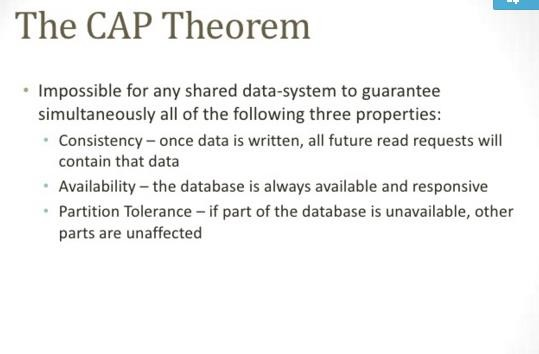 The CAP Theorem
• Impossible for any shared data-system to guarantee
simultaneously all of the following three properties:
• Consistency – once data is written, all future read requests will
contain that data
• Availability – the database is always available and responsive
• Partition Tolerance – if part of the database is unavailable, other
parts are unaffected